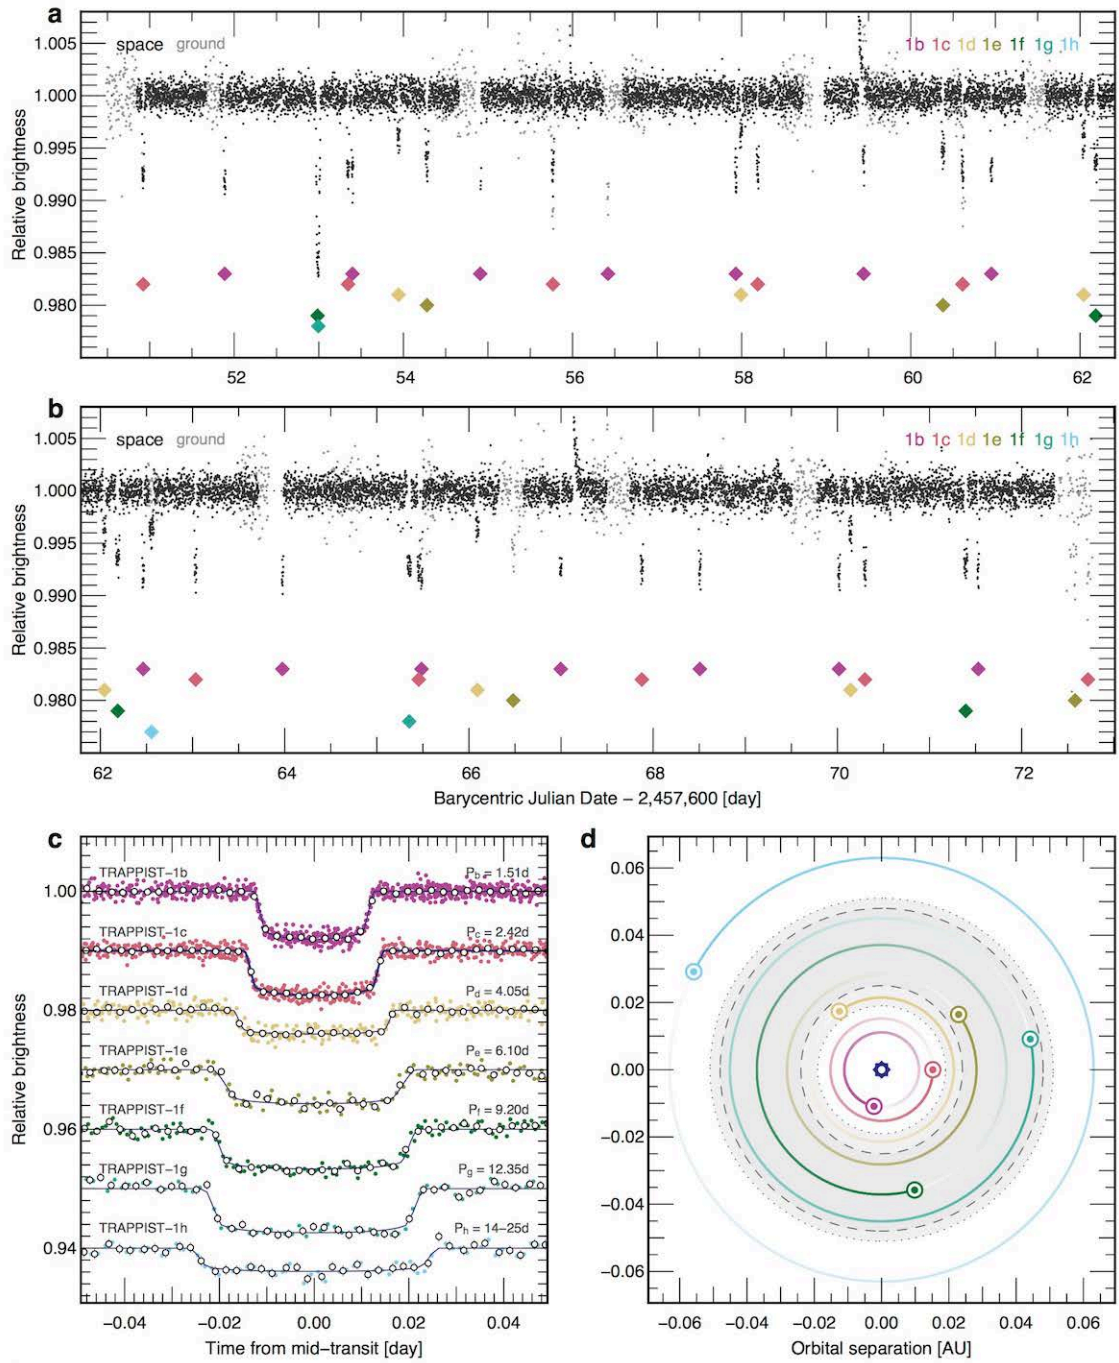 a
1.005
space ground
1b 1c 1d 1e 1f 1g 1h
1.000
0.995
0.990
0.985
0.980
Relative brightness
52 54 56 58 60 62
b
1.005
space ground
1b 1c 1d 1e 1f 1g 1h
1.000
0.995
0.990
0.985
0.980
Relative brightness
62 64 66 68 70 72
Barycentric Julian Date − 2,457,600 [day]
c
TRAPPIST−1b P_b = 1.51d
1.00
TRAPPIST−1c P_c = 2.42d
TRAPPIST−1d P_d = 4.05d
0.98
TRAPPIST−1e P_e = 6.10d
TRAPPIST−1f P_f = 9.20d
0.96
TRAPPIST−1g P_g = 12.35d
TRAPPIST−1h P_h = 14−25d
0.94
Relative brightness
−0.04 −0.02 0.00 0.02 0.04
Time from mid−transit [day]
d
0.06
0.04
0.02
0.00
−0.02
−0.04
−0.06
−0.06 −0.04 −0.02 0.00 0.02 0.04 0.06
Orbital separation [AU]